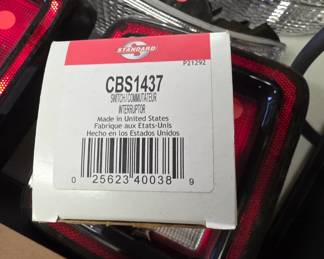 STANDARD
P21292
CBS1437
SWITCH/COMMUTATEUR
INTERRUPTOR
Made in United States
Fabrique aux Etats-Unis
Hecho en los Estados Unidos
0 25623 40038 9